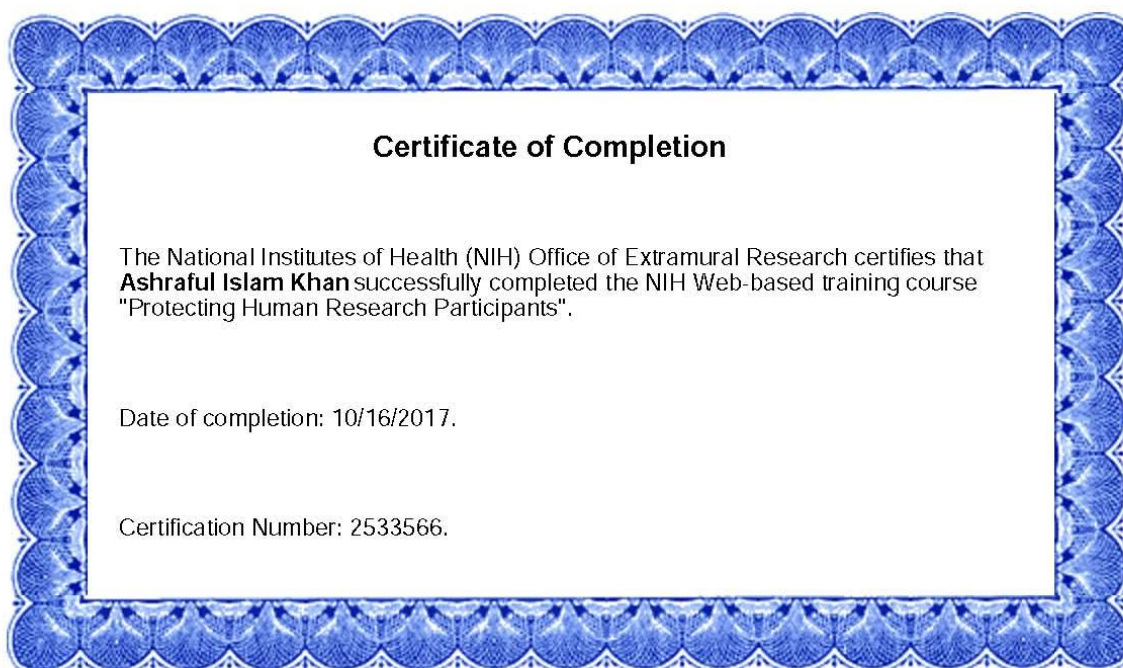 Certificate of Completion
The National Institutes of Health (NIH) Office of Extramural Research certifies that
Ashraful Islam Khan successfully completed the NIH Web-based training course
"Protecting Human Research Participants".
Date of completion: 10/16/2017.
Certification Number: 2533566.